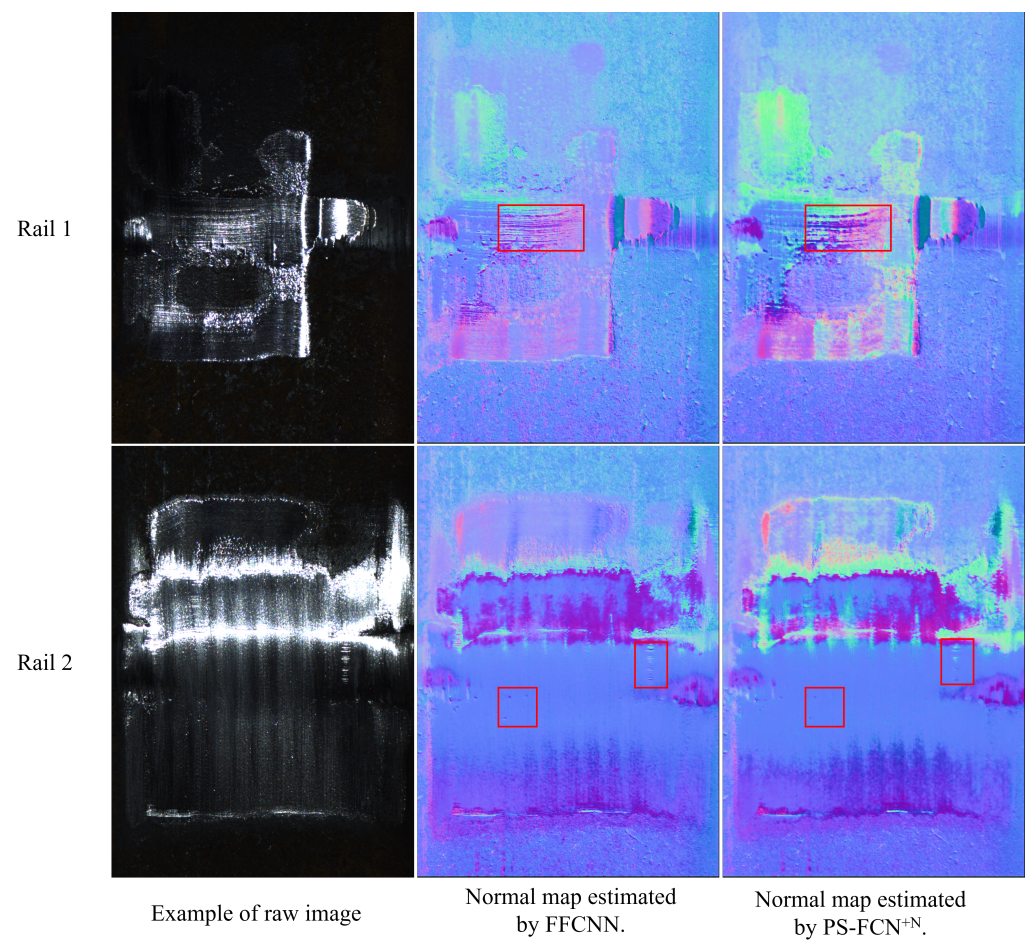 Rail 1
Rail 2
Example of raw image
Normal map estimated
by FFCNN.
Normal map estimated
by PS-FCN⁺ᴺ.